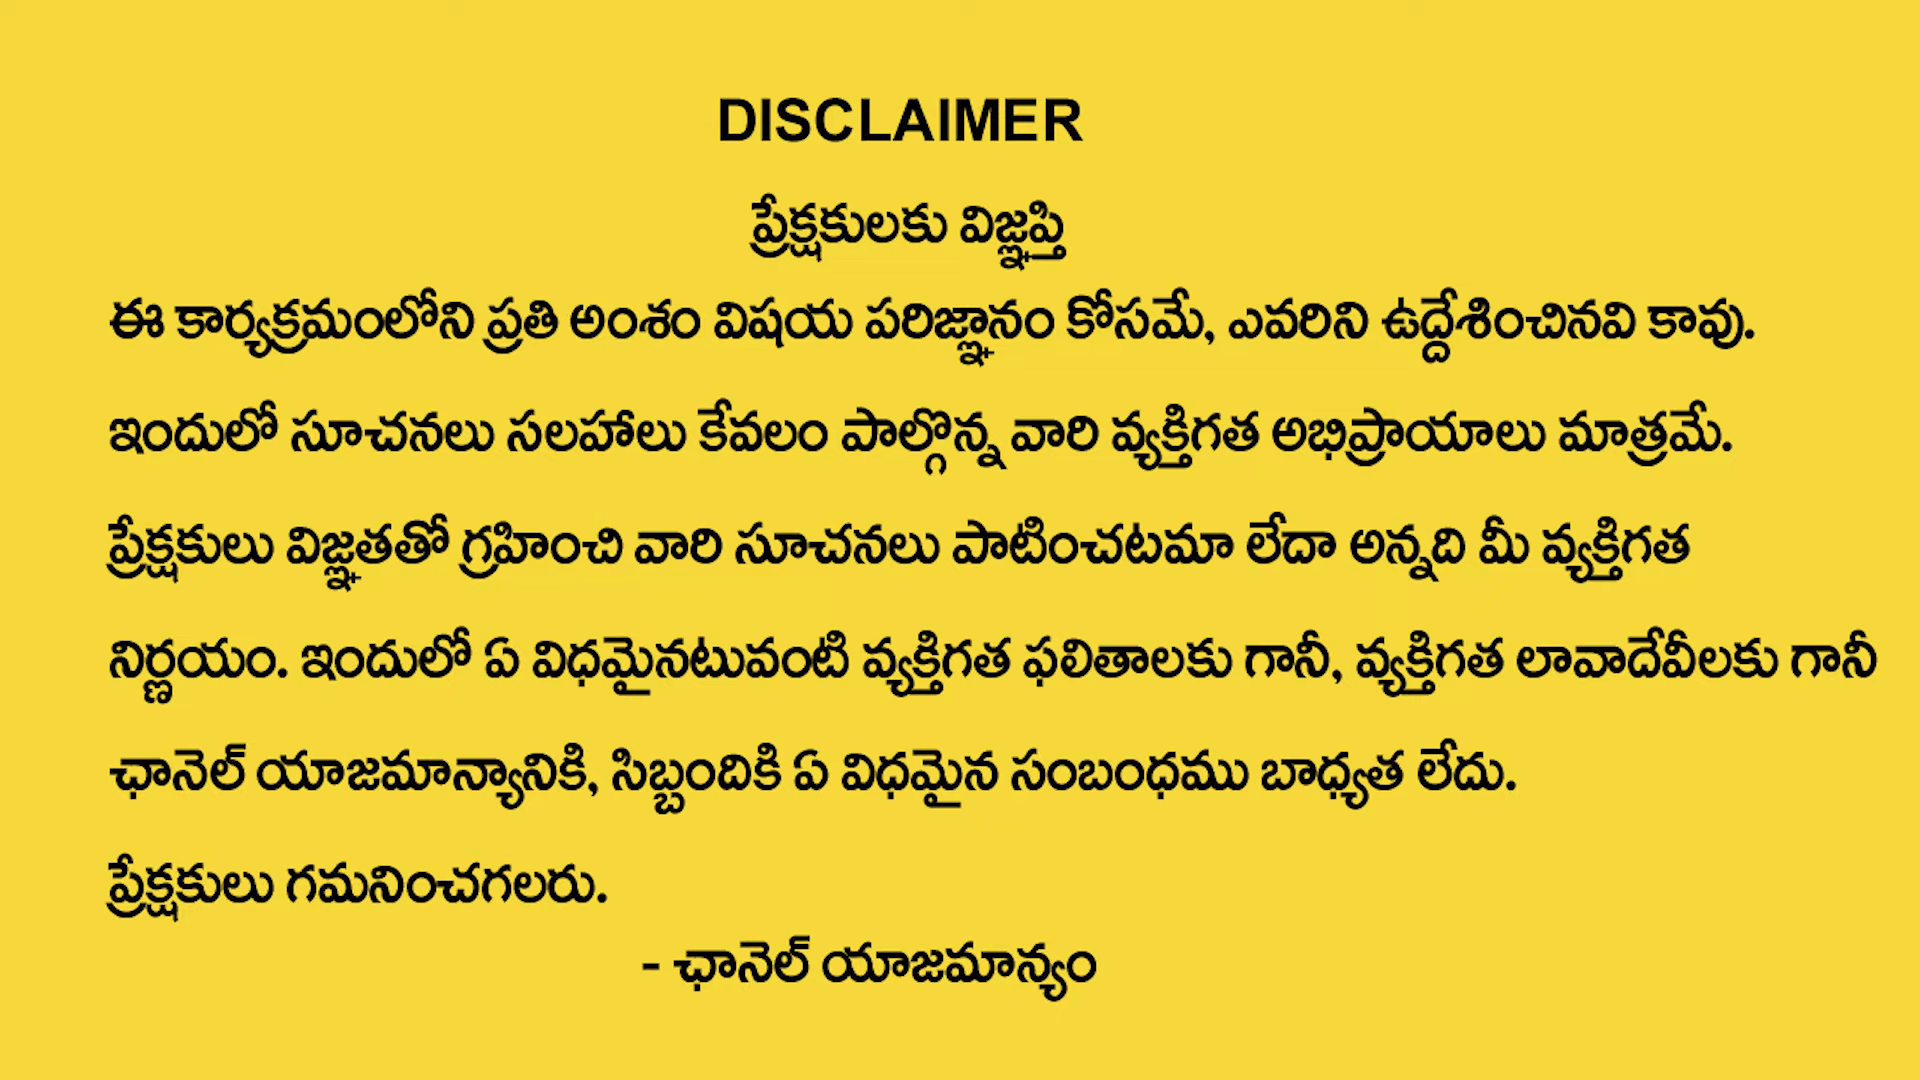 DISCLAIMER
ప్రేక్షకులకు విజ్ఞప్తి
ఈ కార్యక్రమంలోని ప్రతి అంశం విషయ పరిజ్ఞానం కోసమే, ఎవరిని ఉద్దేశించినవి కావు.
ఇందులో సూచనలు సలహాలు కేవలం పాల్గొన్న వారి వ్యక్తిగత అభిప్రాయాలు మాత్రమే.
ప్రేక్షకులు విజ్ఞతతో గ్రహించి వారి సూచనలు పాటించటమా లేదా అన్నది మీ వ్యక్తిగత
నిర్ణయం. ఇందులో ఏ విధమైనటువంటి వ్యక్తిగత ఫలితాలకు గానీ, వ్యక్తిగత లావాదేవీలకు గానీ
ఛానెల్ యాజమాన్యానికి, సిబ్బందికి ఏ విధమైన సంబంధము బాధ్యత లేదు.
ప్రేక్షకులు గమనించగలరు.
- ఛానెల్ యాజమాన్యం